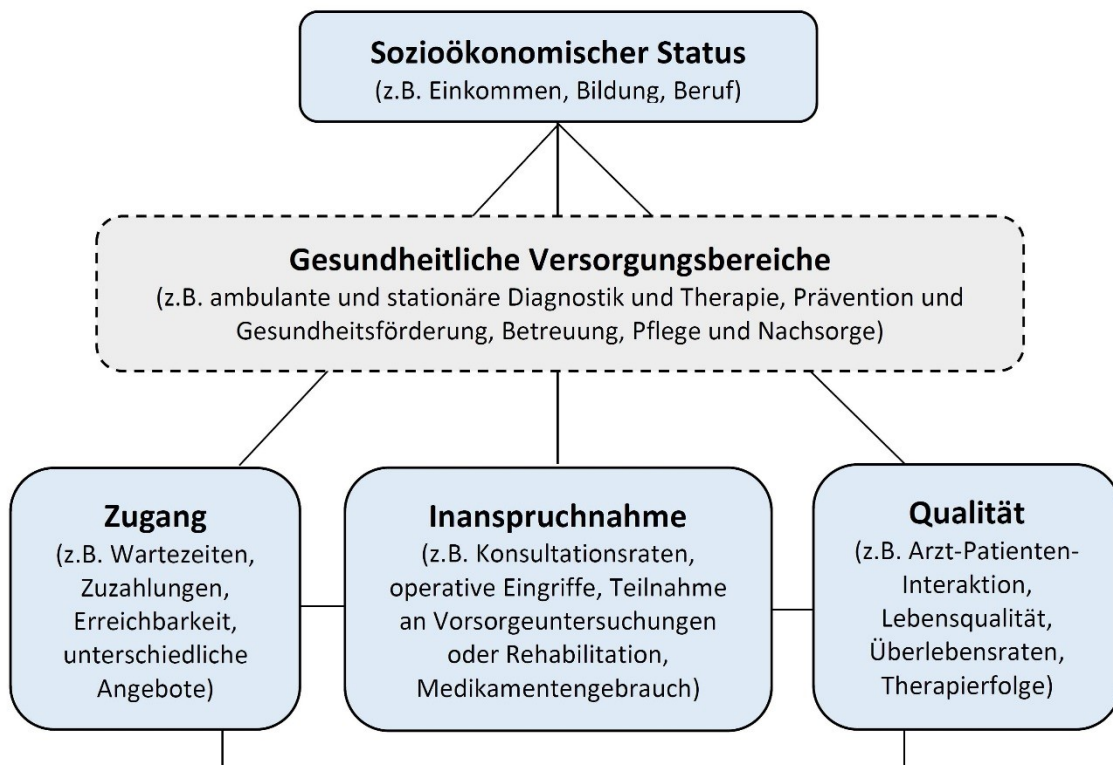 Sozioökonomischer Status
(z.B. Einkommen, Bildung, Beruf)
Gesundheitliche Versorgungsbereiche
(z.B. ambulante und stationäre Diagnostik und Therapie, Prävention und
Gesundheitsförderung, Betreuung, Pflege und Nachsorge)
Zugang
(z.B. Wartezeiten,
Zuzahlungen,
Erreichbarkeit,
unterschiedliche
Angebote)
Inanspruchnahme
(z.B. Konsultationsraten,
operative Eingriffe, Teilnahme
an Vorsorgeuntersuchungen
oder Rehabilitation,
Medikamentengebrauch)
Qualität
(z.B. Arzt-Patienten-
Interaktion,
Lebensqualität,
Überlebensraten,
Therapierfolge)